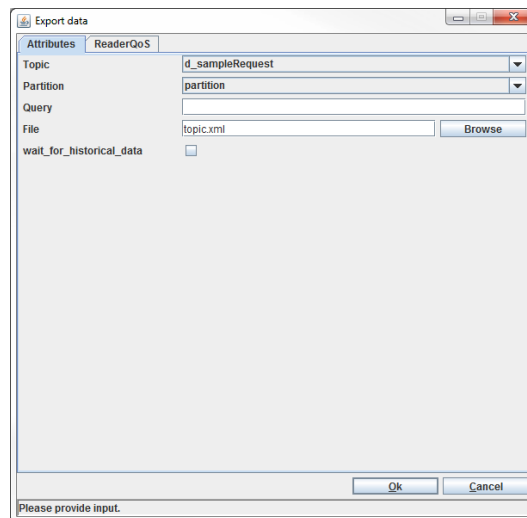 Export data
Attributes ReaderQoS
Topic d_sampleRequest
Partition partition
Query
File topic.xml Browse
wait_for_historical_data
Ok Cancel
Please provide input.